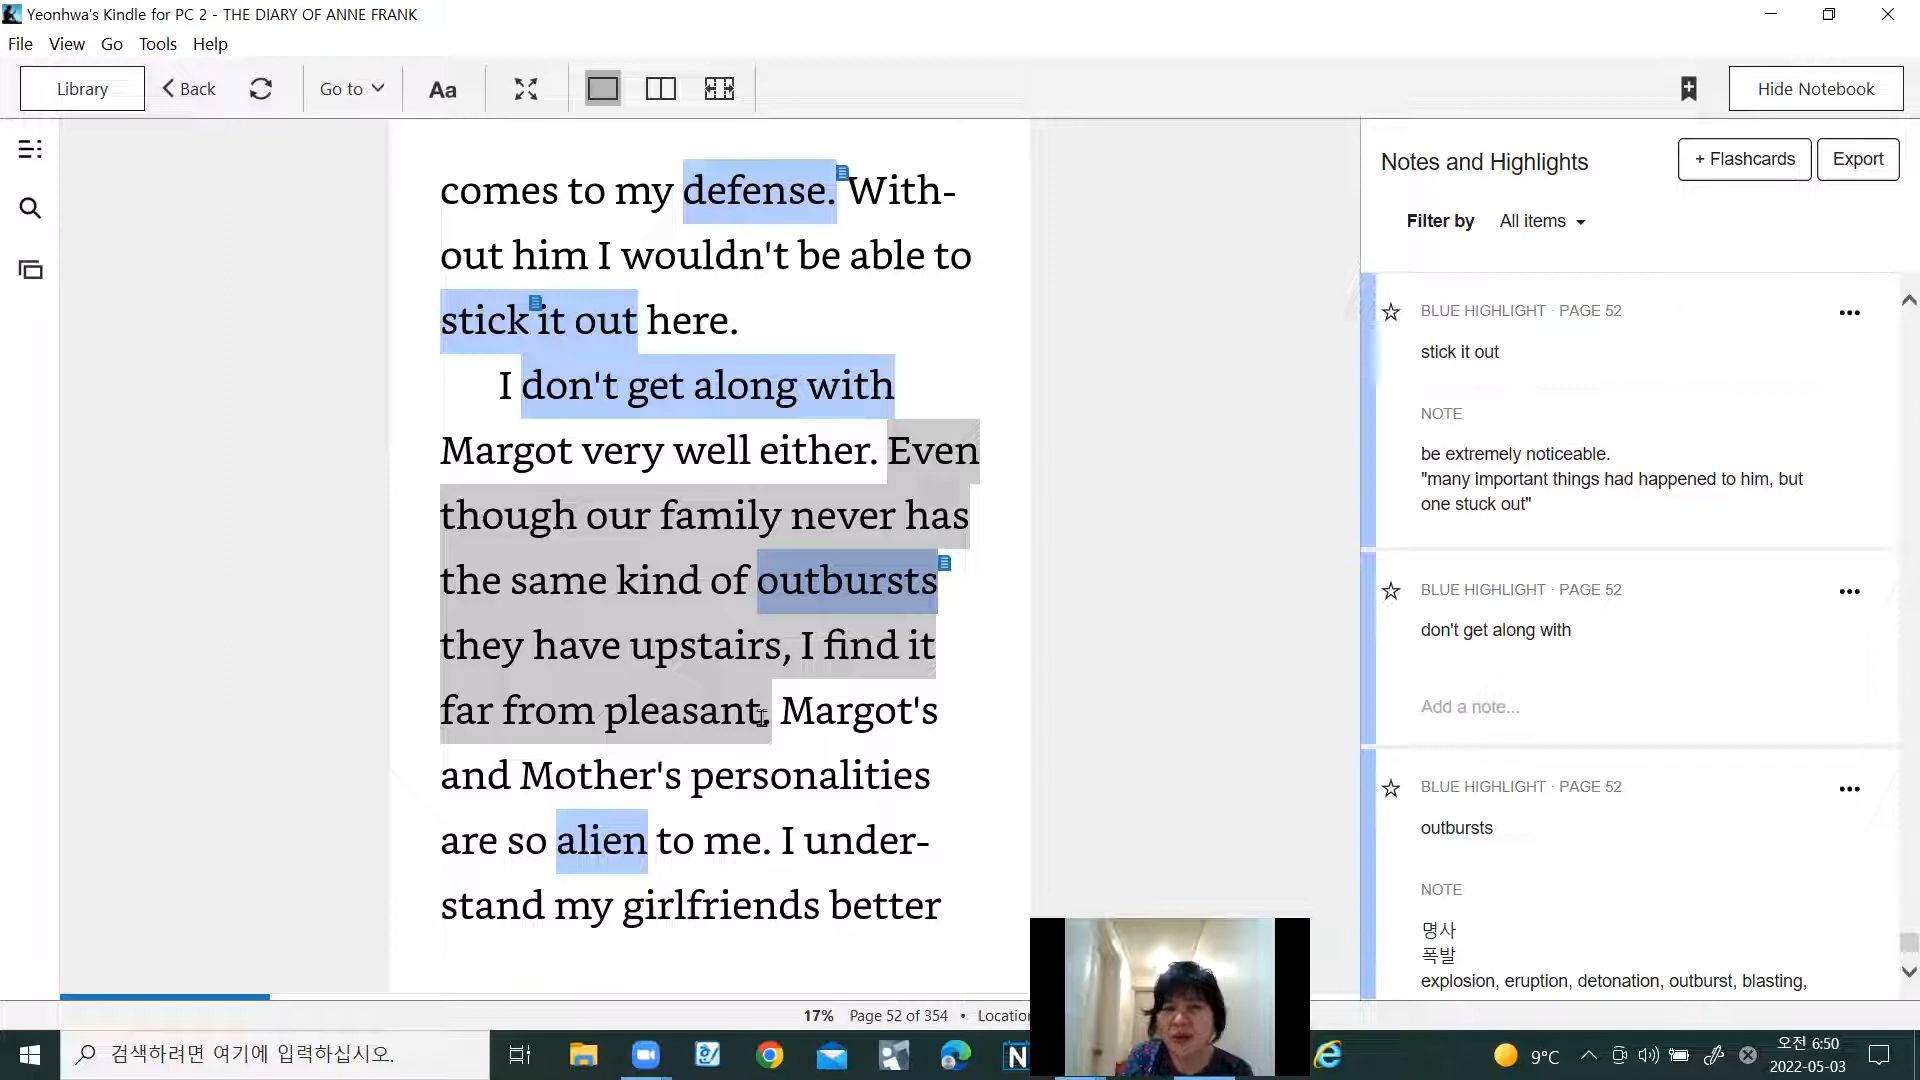 Yeonhwa's Kindle for PC 2 - THE DIARY OF ANNE FRANK
File View Go Tools Help
Library Back Go to Aa Hide Notebook
comes to my defense. With-
out him I wouldn't be able to
stick it out here.
I don't get along with
Margot very well either. Even
though our family never has
the same kind of outbursts
they have upstairs, I find it
far from pleasant. Margot's
and Mother's personalities
are so alien to me. I under-
stand my girlfriends better
17% Page 52 of 354 • Location
Notes and Highlights + Flashcards Export
Filter by All items
BLUE HIGHLIGHT · PAGE 52
stick it out
NOTE
be extremely noticeable.
"many important things had happened to him, but
one stuck out"
BLUE HIGHLIGHT · PAGE 52
don't get along with
Add a note...
BLUE HIGHLIGHT · PAGE 52
outbursts
NOTE
명사
폭발
explosion, eruption, detonation, outburst, blasting,
검색하려면 여기에 입력하십시오.
N
9°C
오전 6:50
2022-05-03